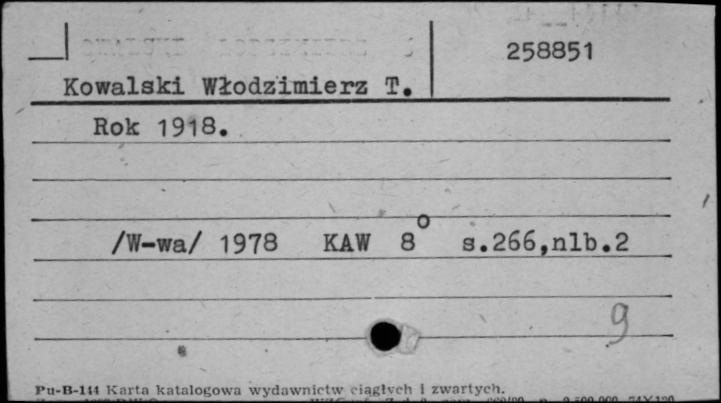 258851
Kowalski Włodzimierz T.
Rok 1918.
/W-wa/ 1978 KAW 8° s.266,nlb.2
9
Pu-B-144 Karta katalogowa wydawnictw ciągłych i zwartych.